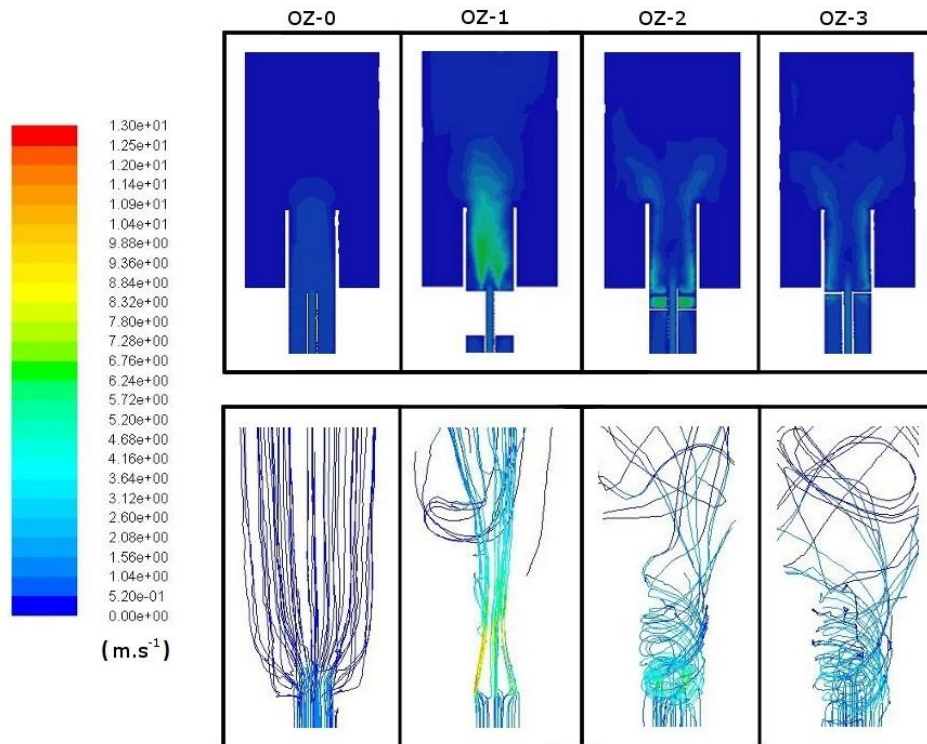 OZ-0 OZ-1 OZ-2 OZ-3
1.30e+01
1.25e+01
1.20e+01
1.14e+01
1.09e+01
1.04e+01
9.88e+00
9.36e+00
8.84e+00
8.32e+00
7.80e+00
7.28e+00
6.76e+00
6.24e+00
5.72e+00
5.20e+00
4.68e+00
4.16e+00
3.64e+00
3.12e+00
2.60e+00
2.08e+00
1.56e+00
1.04e+00
5.20e-01
0.00e+00
(m.s⁻¹)